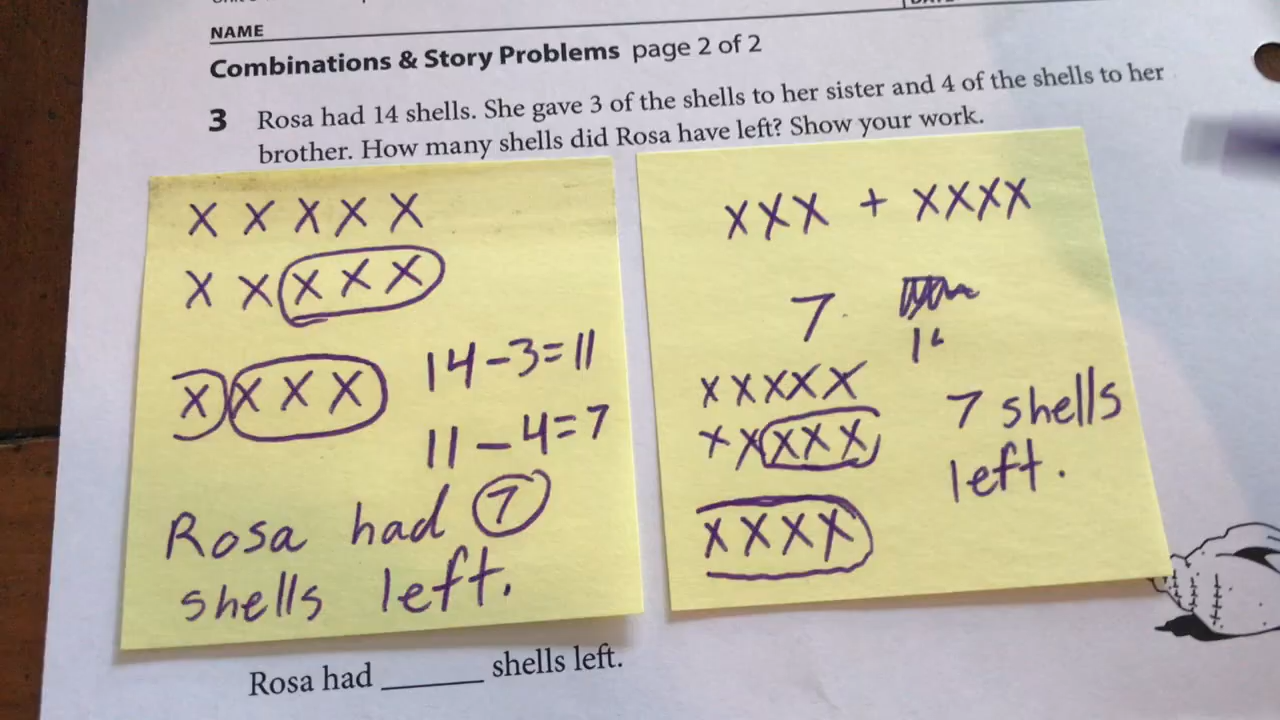 NAME
Combinations & Story Problems page 2 of 2
3 Rosa had 14 shells. She gave 3 of the shells to her sister and 4 of the shells to her
brother. How many shells did Rosa have left? Show your work.
X X X X X
X X X X X
X X X X
14-3=11
11-4=7
Rosa had 7
shells left.
XXX + XXXX
7
XXXXX
XXXXX
XXXX
7 shells
left.
Rosa had ______ shells left.